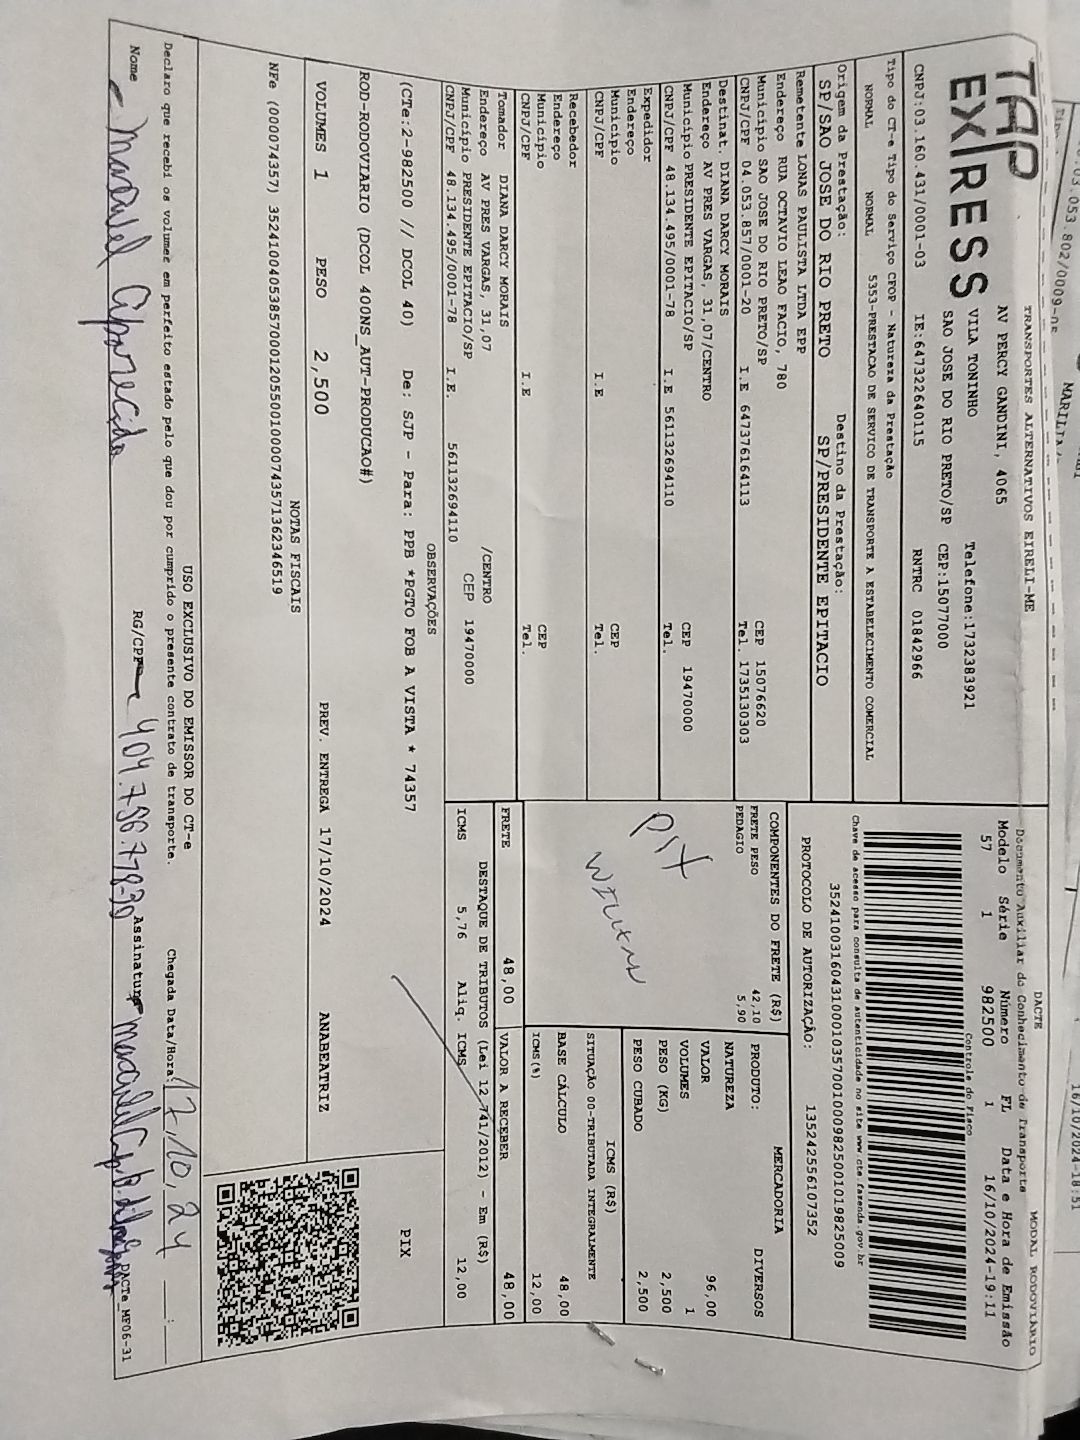 16/10/2024-18:51
MARILIA
TRANSPORTES ALTERNATIVOS EIRELI-ME
TAP EXPRESS
AV PERCY GANDINI, 4065
VILA TONINHO
Telefone:1732383921
SAO JOSE DO RIO PRETO/SP CEP:15077000
CNPJ:03.160.431/0001-03 IE:647322640115 RNTRC 01842966
DACTE
MODAL RODOVIÁRIO
Documento Auxiliar do Conhecimento de Transporte
Modelo Série Número FL Data e Hora de Emissão
57 1 982500 1 16/10/2024-19:11
Controle do Fisco
Chave de acesso para consulta de autenticidade no site www.cte.fazenda.gov.br
35241003160431000103570010009825001019825009
PROTOCOLO DE AUTORIZAÇÃO: 135242556107352
Tipo do CT-e Tipo do Serviço CFOP - Natureza da Prestação
NORMAL NORMAL 5353-PRESTACAO DE SERVICO DE TRANSPORTE A ESTABELECIMENTO COMERCIAL
Origem da Prestação: Destino da Prestação:
SP/SAO JOSE DO RIO PRETO SP/PRESIDENTE EPITACIO
Remetente LONAS PAULISTA LTDA EPP
Endereço RUA OCTAVIO LEAO FACIO, 780
Município SAO JOSE DO RIO PRETO/SP CEP 15076620
CNPJ/CPF 04.053.857/0001-20 I.E 647376164113 Tel. 1735130303
Destinat. DIANA DARCY MORAIS
Endereço AV PRES VARGAS, 31,07/CENTRO
Município PRESIDENTE EPITACIO/SP CEP 19470000
CNPJ/CPF 48.134.495/0001-78 I.E 561132694110 Tel.
Expedidor
Endereço
Município CEP
CNPJ/CPF I.E Tel.
Recebedor
Endereço
Município CEP
CNPJ/CPF I.E Tel.
Tomador DIANA DARCY MORAIS
Endereço AV PRES VARGAS, 31,07 /CENTRO
Município PRESIDENTE EPITACIO/SP CEP 19470000
CNPJ/CPF 48.134.495/0001-78 I.E. 561132694110
COMPONENTES DO FRETE (R$)
FRETE PESO 42,10
PEDAGIO 5,90
PIX
WILLIAM
MERCADORIA
PRODUTO: DIVERSOS
NATUREZA
VALOR 96,00
VOLUMES 1
PESO (KG) 2,500
PESO CUBADO 2,500
ICMS (R$)
SITUAÇÃO 00-TRIBUTADA INTEGRALMENTE
BASE CÁLCULO 48,00
ICMS(%) 12,00
FRETE 48,00 VALOR A RECEBER 48,00
DESTAQUE DE TRIBUTOS (Lei 12.741/2012) - Em (R$)
ICMS 5,76 Aliq. ICMS 12,00
OBSERVAÇÕES
(CTe:2-982500 /// DCOL 40) De: SJP - Para: PPB *PGTO FOB A VISTA * 74357
PIX
ROD-RODOVIARIO (DCOL 400NS_AUT-PRODUCAO#)
VOLUMES 1 PESO 2,500 PREV. ENTREGA 17/10/2024 ANABEATRIZ
NOTAS FISCAIS
NFe (000074357) 35241004053857000120550010000743571362346519
USO EXCLUSIVO DO EMISSOR DO CT-e
Declaro que recebi os volumes em perfeito estado pelo que dou por cumprido o presente contrato de transporte. Chegada Data/Hora: 17,10,24
Nome Aparecida RG/CPF 404.736.778-30 Assinatura
DACTe_MF06-31